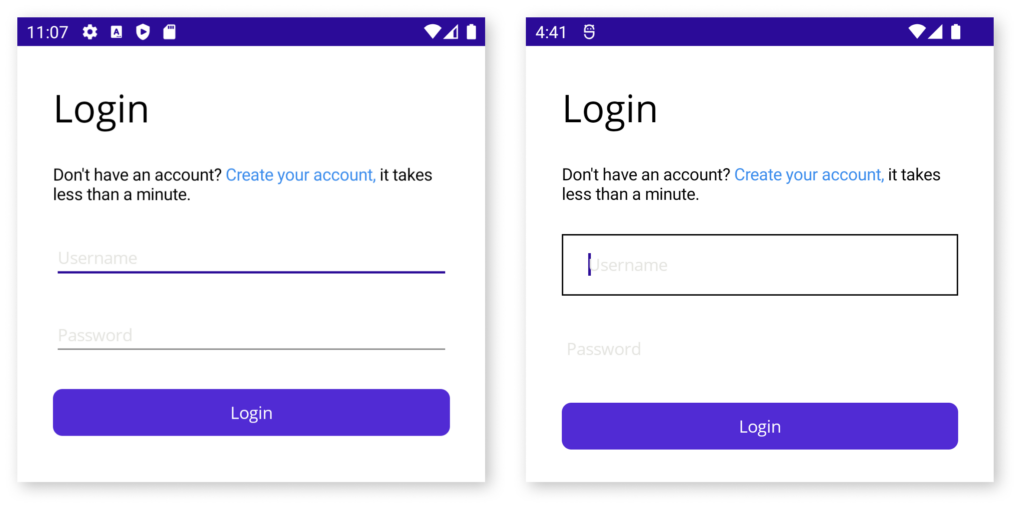 11:07
Login
Don't have an account? Create your account, it takes
less than a minute.
Username
Password
Login
4:41
Login
Don't have an account? Create your account, it takes
less than a minute.
Username
Password
Login